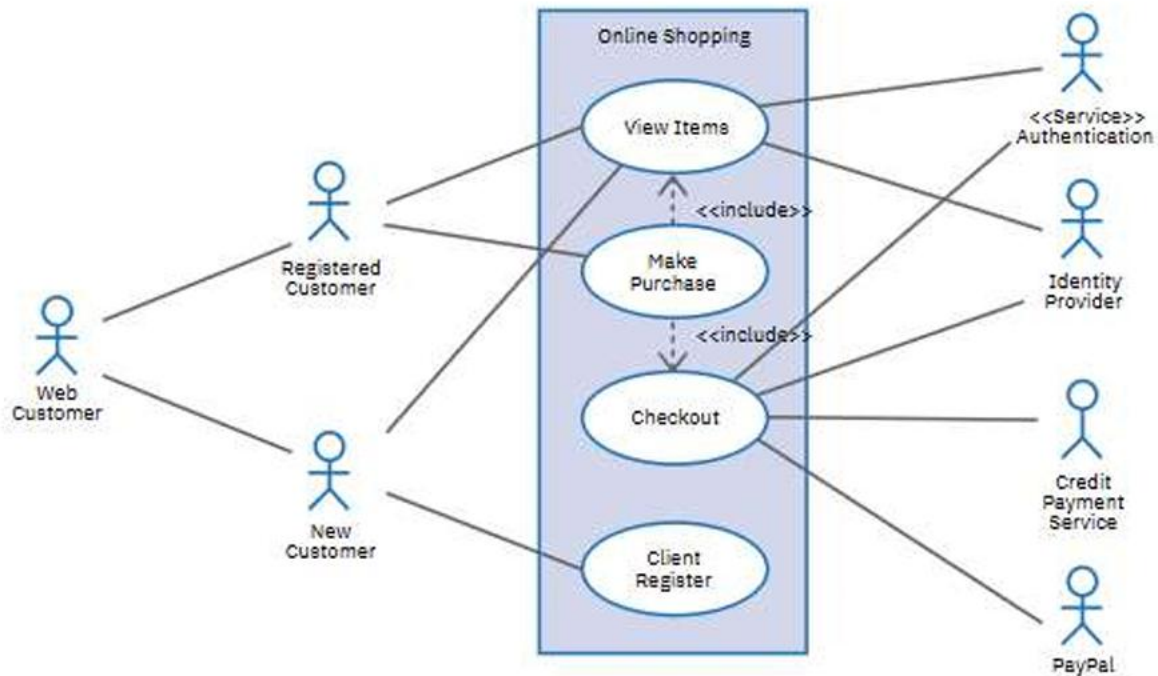 Online Shopping
View Items
<<Service>>
Authentication
<<include>>
Registered
Customer
Make
Purchase
Identity
Provider
<<include>>
Web
Customer
Checkout
Credit
Payment
Service
New
Customer
Client
Register
PayPal